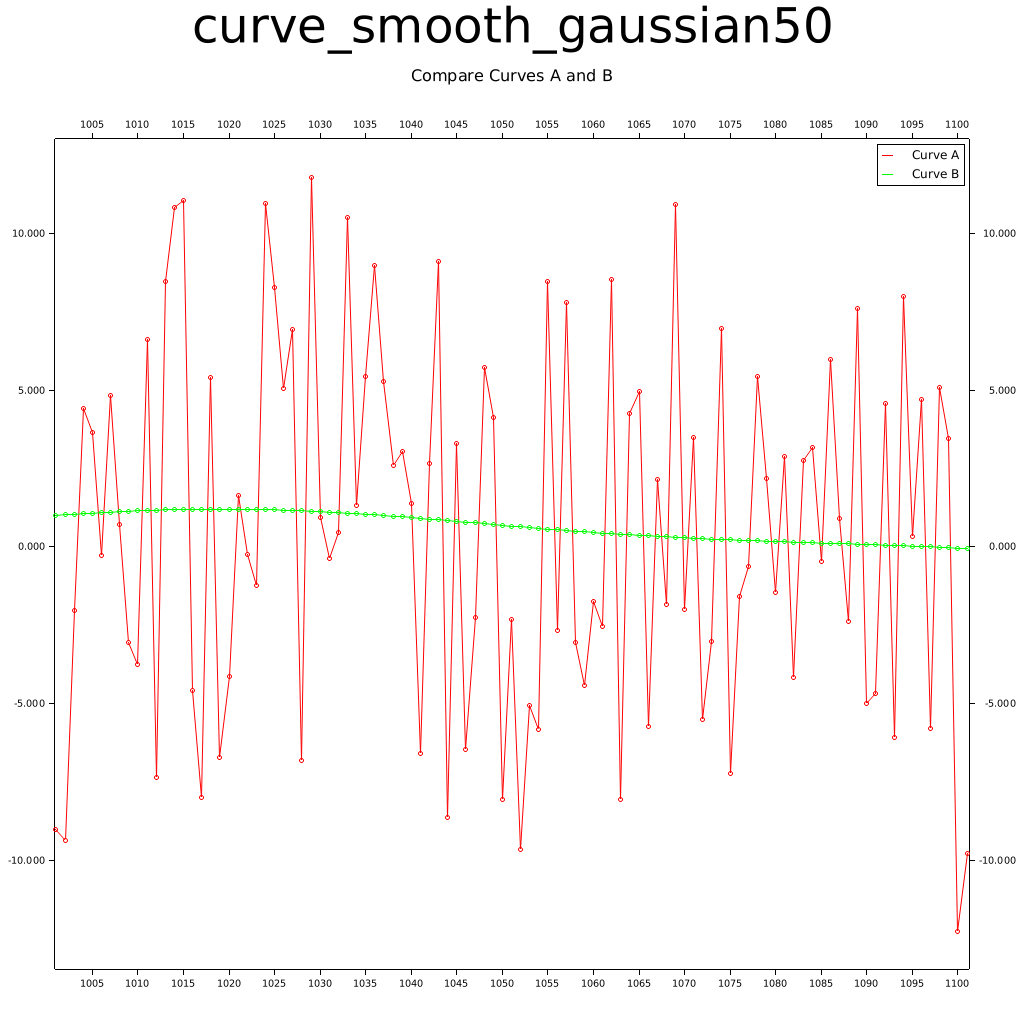 curve_smooth_gaussian50
Compare Curves A and B
1005 1010 1015 1020 1025 1030 1035 1040 1045 1050 1055 1060 1065 1070 1075 1080 1085 1090 1095 1100
Curve A
Curve B
10.000 10.000
5.000 5.000
0.000 0.000
-5.000 -5.000
-10.000 -10.000
1005 1010 1015 1020 1025 1030 1035 1040 1045 1050 1055 1060 1065 1070 1075 1080 1085 1090 1095 1100